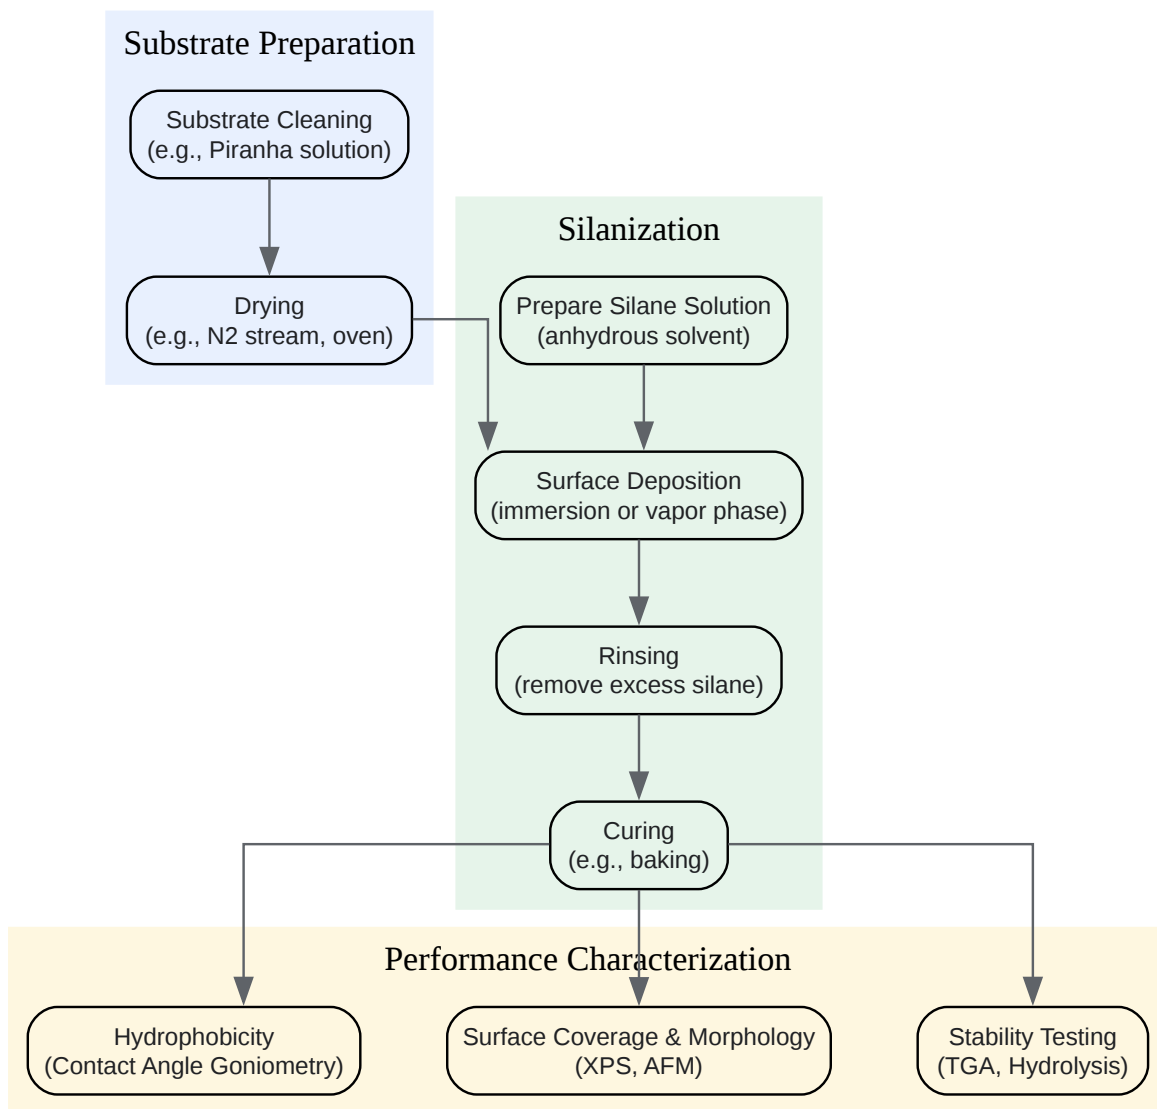 Substrate Preparation
Substrate Cleaning
(e.g., Piranha solution)
Drying
(e.g., N2 stream, oven)
Silanization
Prepare Silane Solution
(anhydrous solvent)
Surface Deposition
(immersion or vapor phase)
Rinsing
(remove excess silane)
Curing
(e.g., baking)
Performance Characterization
Hydrophobicity
(Contact Angle Goniometry)
Surface Coverage & Morphology
(XPS, AFM)
Stability Testing
(TGA, Hydrolysis)